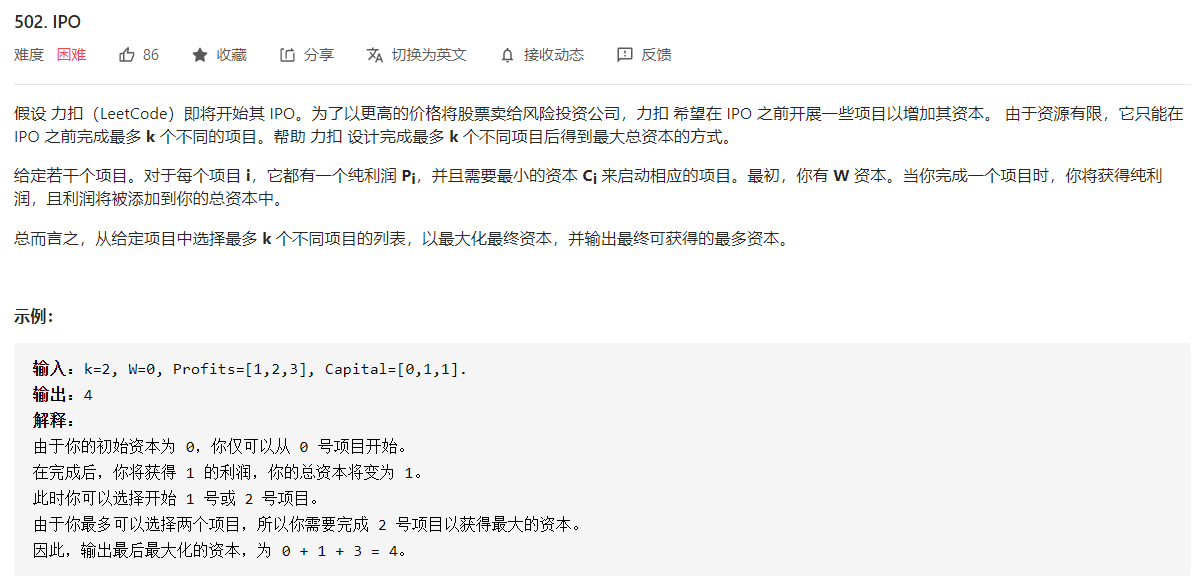 502. IPO
难度 困难 86 收藏 分享 切换为英文 接收动态 反馈
假设 力扣（LeetCode）即将开始其 IPO。为了以更高的价格将股票卖给风险投资公司，力扣 希望在 IPO 之前开展一些项目以增加其资本。 由于资源有限，它只能在
IPO 之前完成最多 k 个不同的项目。帮助 力扣 设计完成最多 k 个不同项目后得到最大总资本的方式。
给定若干个项目。对于每个项目 i，它都有一个纯利润 Pi，并且需要最小的资本 Ci 来启动相应的项目。最初，你有 W 资本。当你完成一个项目时，你将获得纯利
润，且利润将被添加到你的总资本中。
总而言之，从给定项目中选择最多 k 个不同项目的列表，以最大化最终资本，并输出最终可获得的最多资本。
示例：
输入：k=2, W=0, Profits=[1,2,3], Capital=[0,1,1].
输出：4
解释：
由于你的初始资本为 0，你仅可以从 0 号项目开始。
在完成后，你将获得 1 的利润，你的总资本将变为 1。
此时你可以选择开始 1 号或 2 号项目。
由于你最多可以选择两个项目，所以你需要完成 2 号项目以获得最大的资本。
因此，输出最后最大化的资本，为 0 + 1 + 3 = 4。